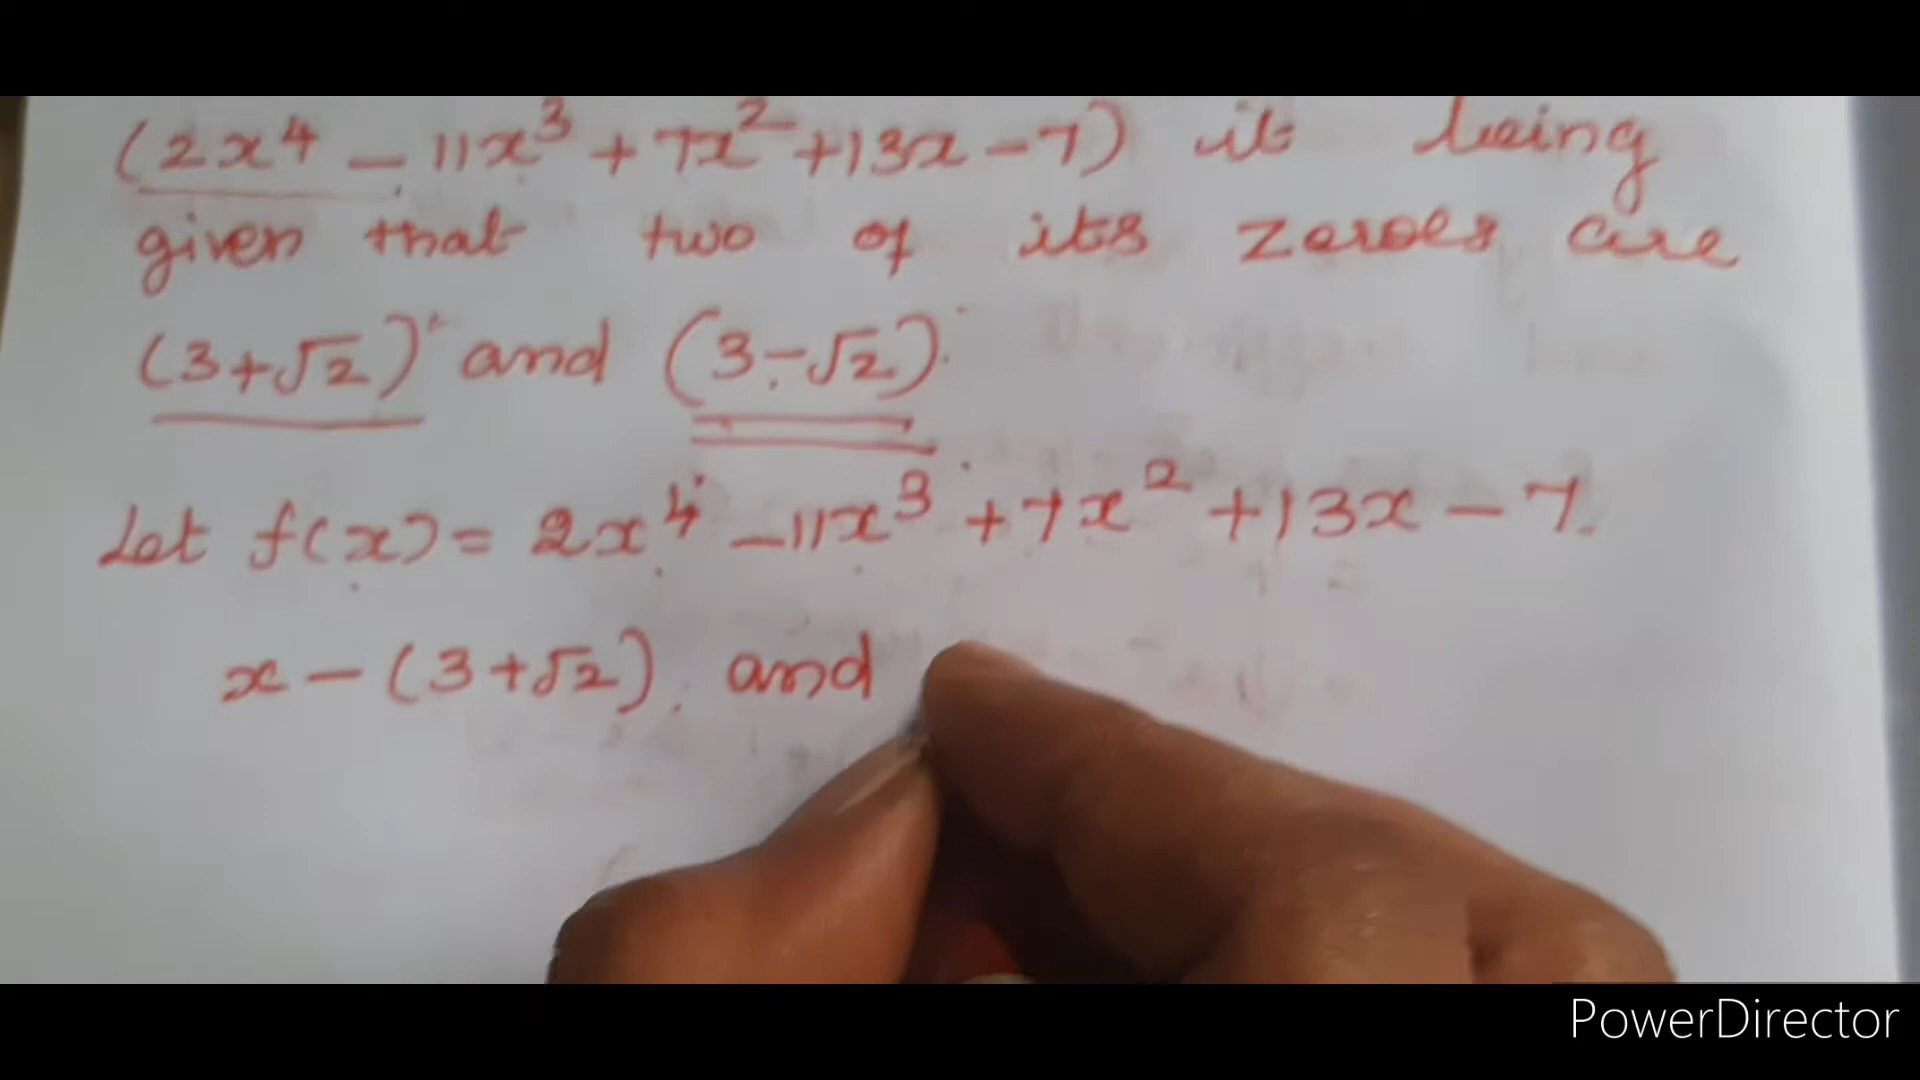 (2x⁴ - 11x³ + 7x² + 13x - 7) it being
given that two of its zeroes are
(3+√2) and (3-√2).
Let f(x) = 2x⁴ - 11x³ + 7x² + 13x - 7.
x - (3+√2) and
PowerDirector